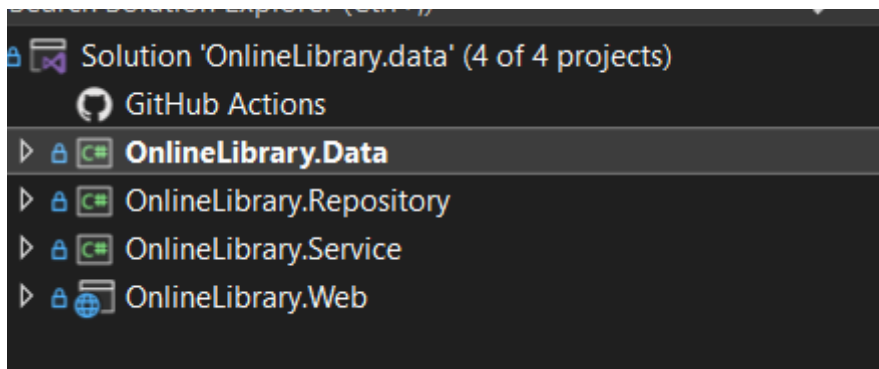 Solution 'OnlineLibrary.data' (4 of 4 projects)
GitHub Actions
C# OnlineLibrary.Data
C# OnlineLibrary.Repository
C# OnlineLibrary.Service
OnlineLibrary.Web